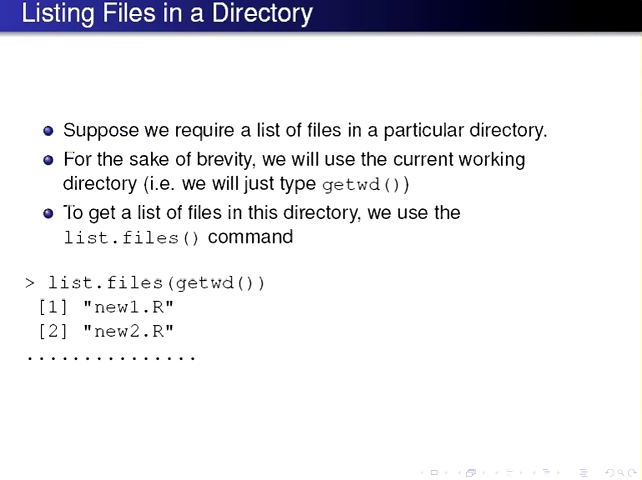 Listing Files in a Directory
Suppose we require a list of files in a particular directory.
For the sake of brevity, we will use the current working
directory (i.e. we will just type getwd())
To get a list of files in this directory, we use the
list.files() command
> list.files(getwd())
[1] "new1.R"
[2] "new2.R"
...............